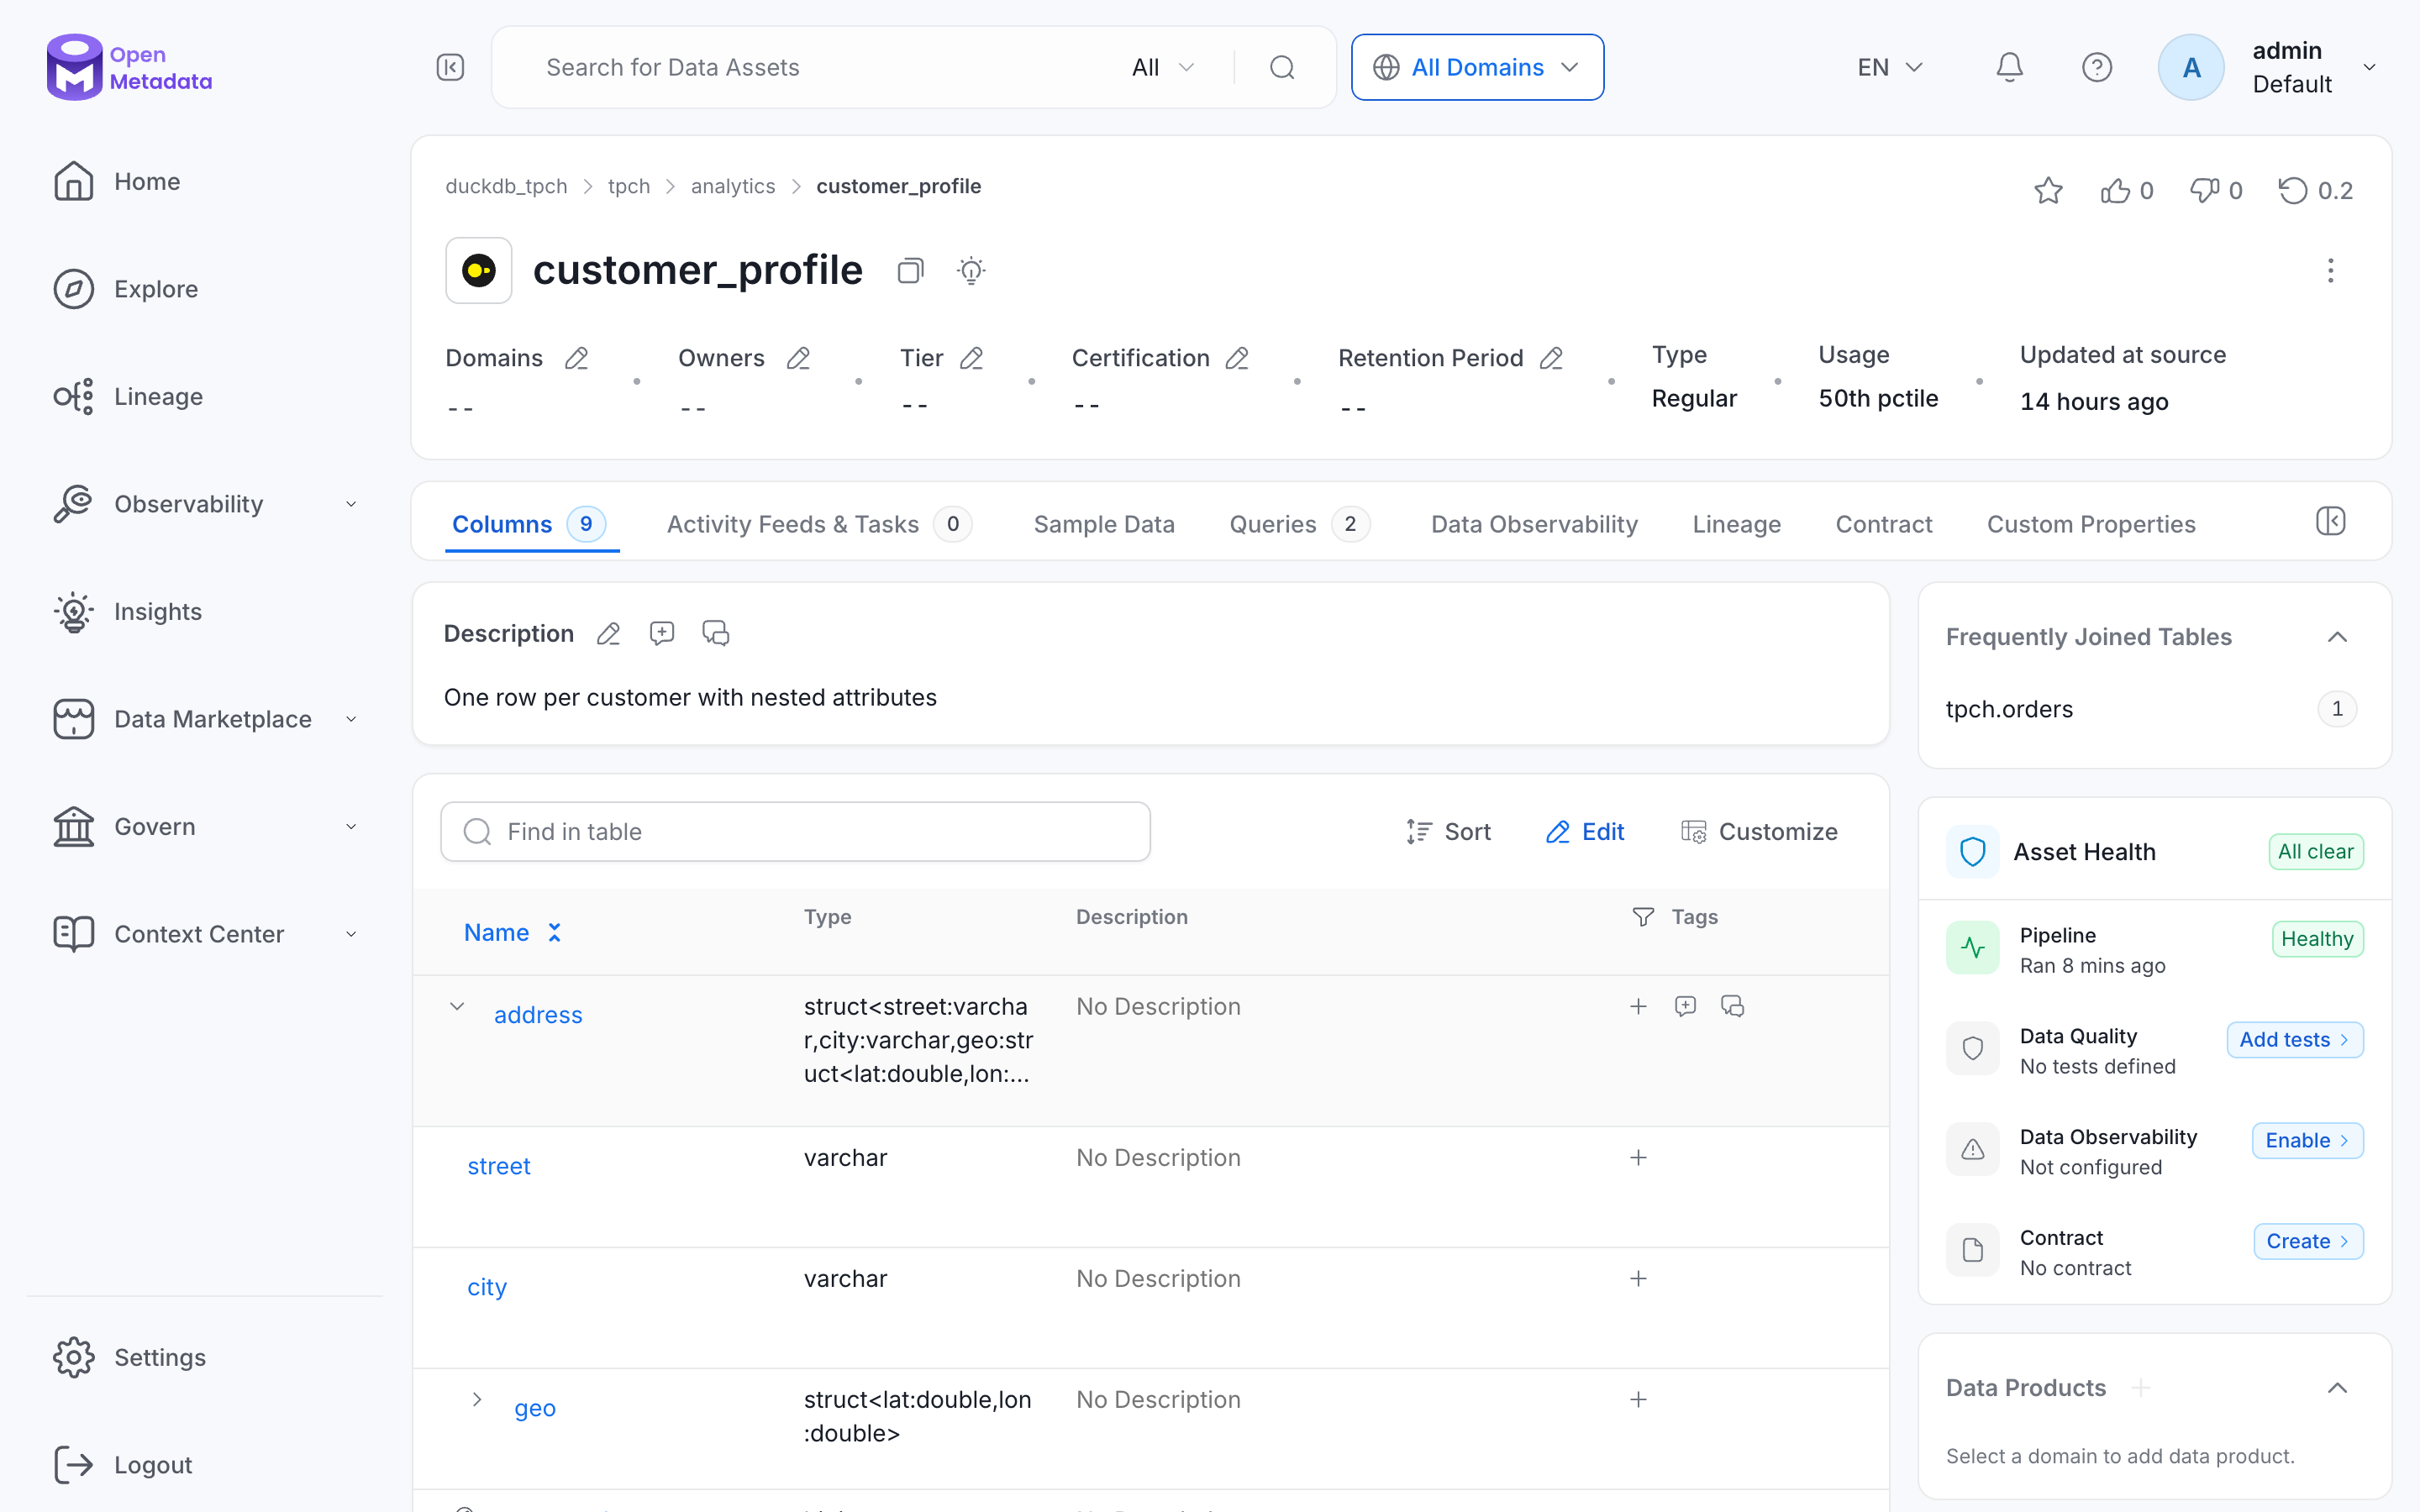 Open
Metadata
Search for Data Assets
All
All Domains
EN
A
admin
Default
Home
Explore
Lineage
Observability
Insights
Data Marketplace
Govern
Context Center
Settings
Logout
duckdb_tpch > tpch > analytics > customer_profile
0
0
0.2
customer_profile
Domains
--
Owners
--
Tier
--
Certification
--
Retention Period
--
Type
Regular
Usage
50th pctile
Updated at source
14 hours ago
Columns 9
Activity Feeds & Tasks 0
Sample Data
Queries 2
Data Observability
Lineage
Contract
Custom Properties
Description
One row per customer with nested attributes
Find in table
Sort
Edit
Customize
Name Type Description Tags
address
struct<street:varcha
r,city:varchar,geo:str
uct<lat:double,lon:...
No Description
street varchar No Description
city varchar No Description
geo
struct<lat:double,lon
:double>
No Description
Frequently Joined Tables
tpch.orders 1
Asset Health All clear
Pipeline
Ran 8 mins ago
Healthy
Data Quality
No tests defined
Add tests
Data Observability
Not configured
Enable
Contract
No contract
Create
Data Products
Select a domain to add data product.